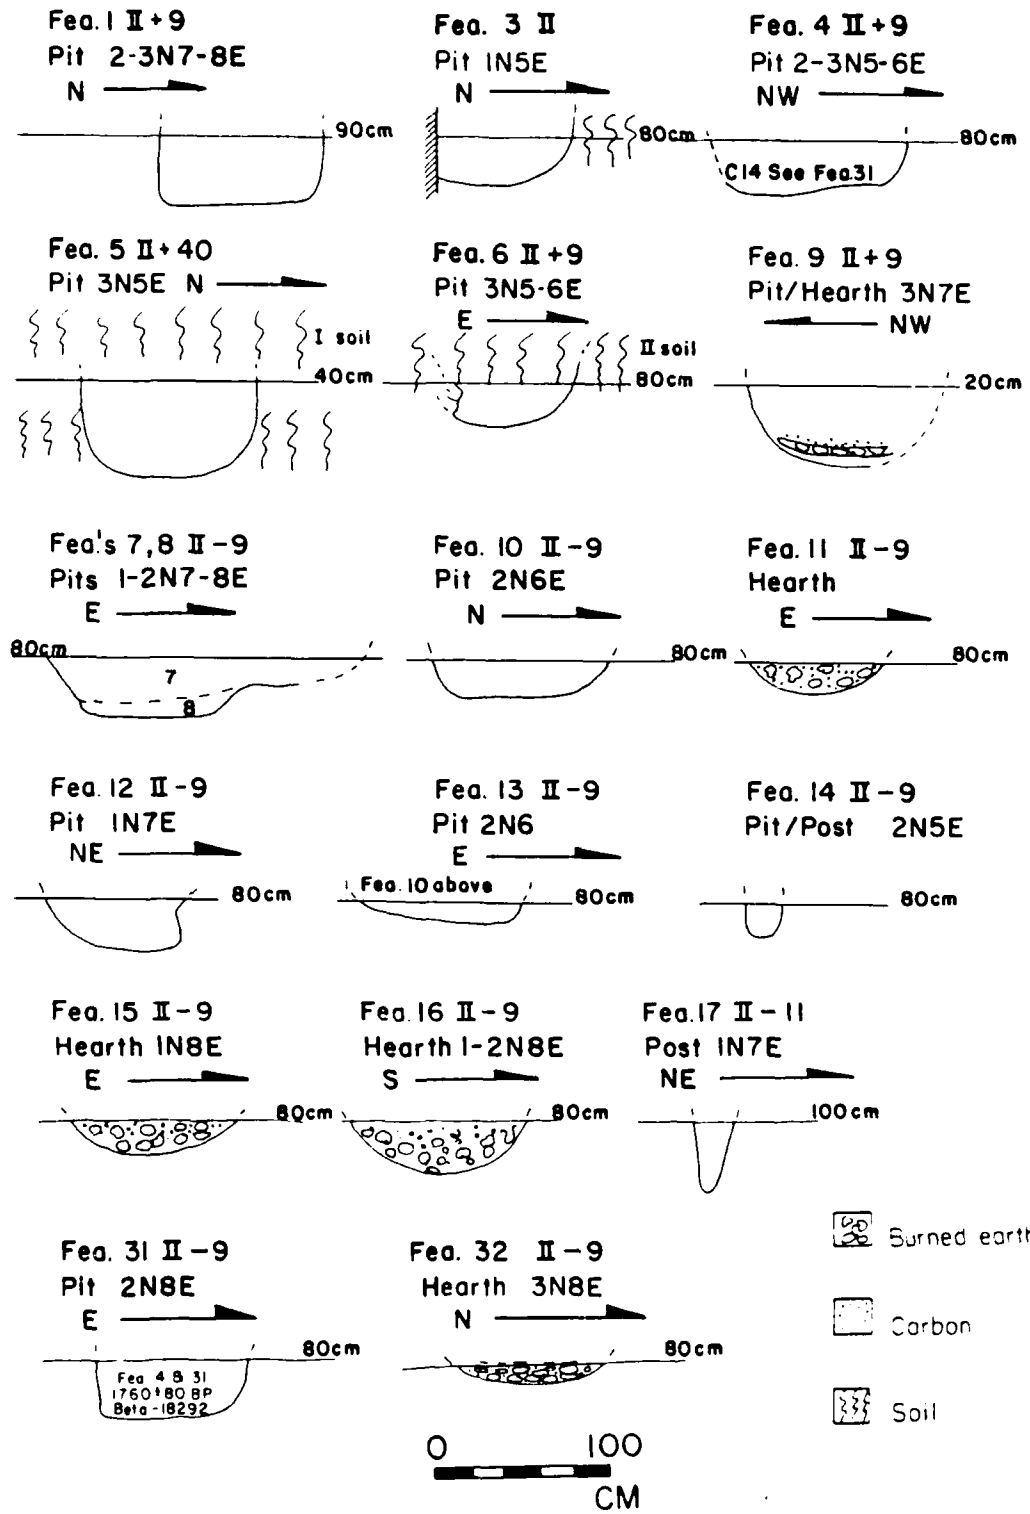 Fea. 1 II+9
Pit 2-3N7-8E
N
90cm
Fea. 3 II
Pit 1N5E
N
80cm
Fea. 4 II+9
Pit 2-3N5-6E
NW
80cm
C14 See Fea.31
Fea. 5 II+40
Pit 3N5E N
I soil
40cm
Fea. 6 II+9
Pit 3N5-6E
E
II soil
80cm
Fea. 9 II+9
Pit/Hearth 3N7E
NW
20cm
Fea.'s 7,8 II-9
Pits 1-2N7-8E
E
80cm
7
8
Fea. 10 II-9
Pit 2N6E
N
80cm
Fea. 11 II-9
Hearth
E
80cm
Fea. 12 II-9
Pit 1N7E
NE
80cm
Fea. 13 II-9
Pit 2N6
E
Fea. 10 above
80cm
Fea. 14 II-9
Pit/Post 2N5E
80cm
Fea. 15 II-9
Hearth 1N8E
E
80cm
Fea. 16 II-9
Hearth 1-2N8E
S
80cm
Fea. 17 II-11
Post 1N7E
NE
100cm
Fea. 31 II-9
Pit 2N8E
E
80cm
Fea 4 & 31
1760±80 BP
Beta-18292
Fea. 32 II-9
Hearth 3N8E
N
80cm
Burned earth
Carbon
Soil
0 100
CM